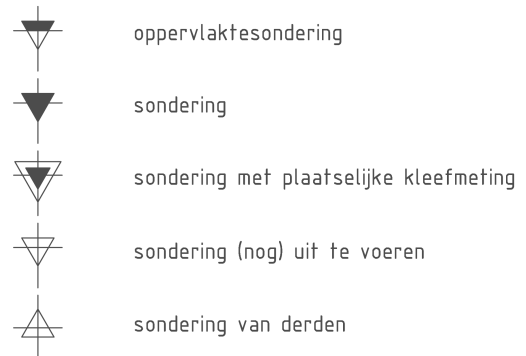 oppervlaktesondering
sondering
sondering met plaatselijke kleefmeting
sondering (nog) uit te voeren
sondering van derden